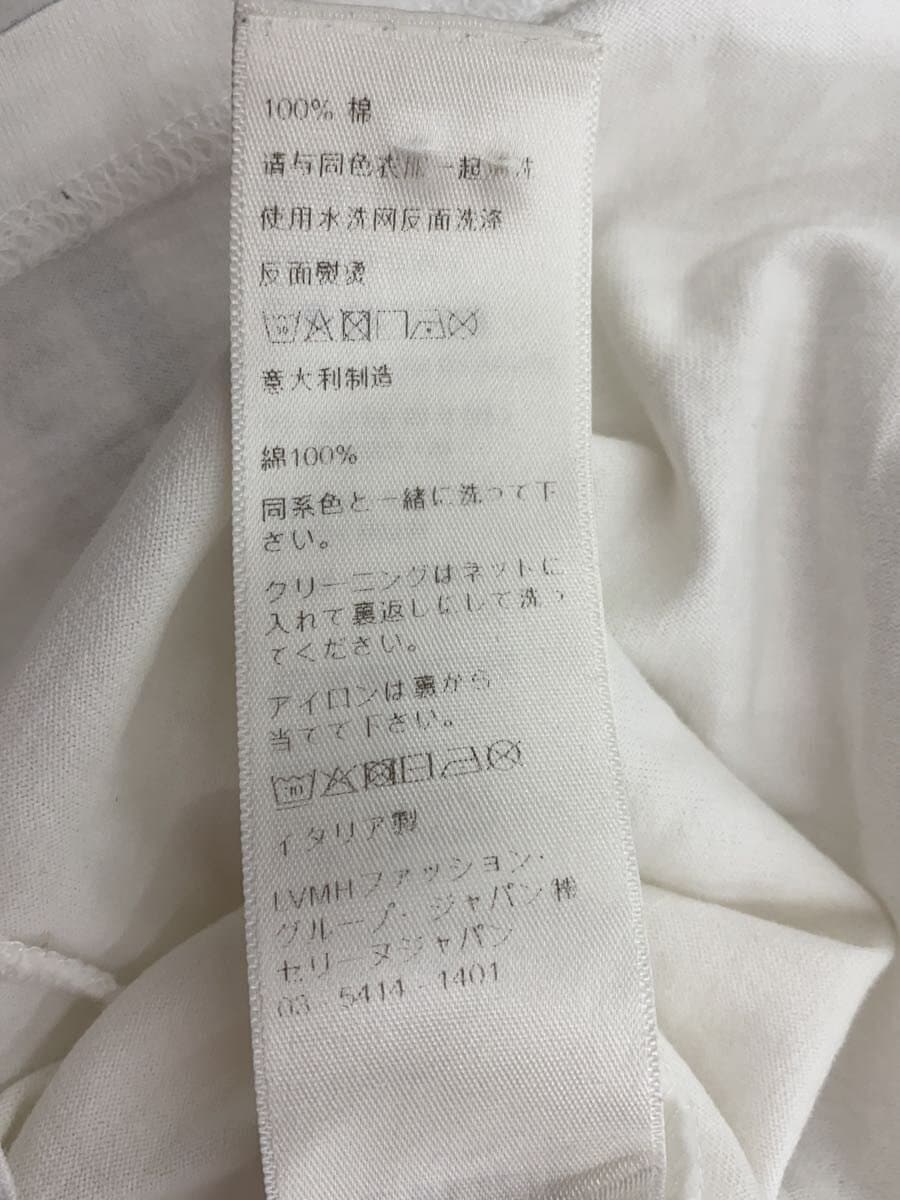 100% 棉
请与同色衣服一起清洗
使用水洗网反面洗涤
反面熨烫
30
意大利制造
綿100%
同系色と一緒に洗って下
さい。
クリーニングはネットに
入れて裏返しにして洗っ
てください。
アイロンは裏から
当てて下さい。
30
イタリア製
LVMHファッション・
グループ・ジャパン㈱
セリーヌジャパン
03-5414-1401